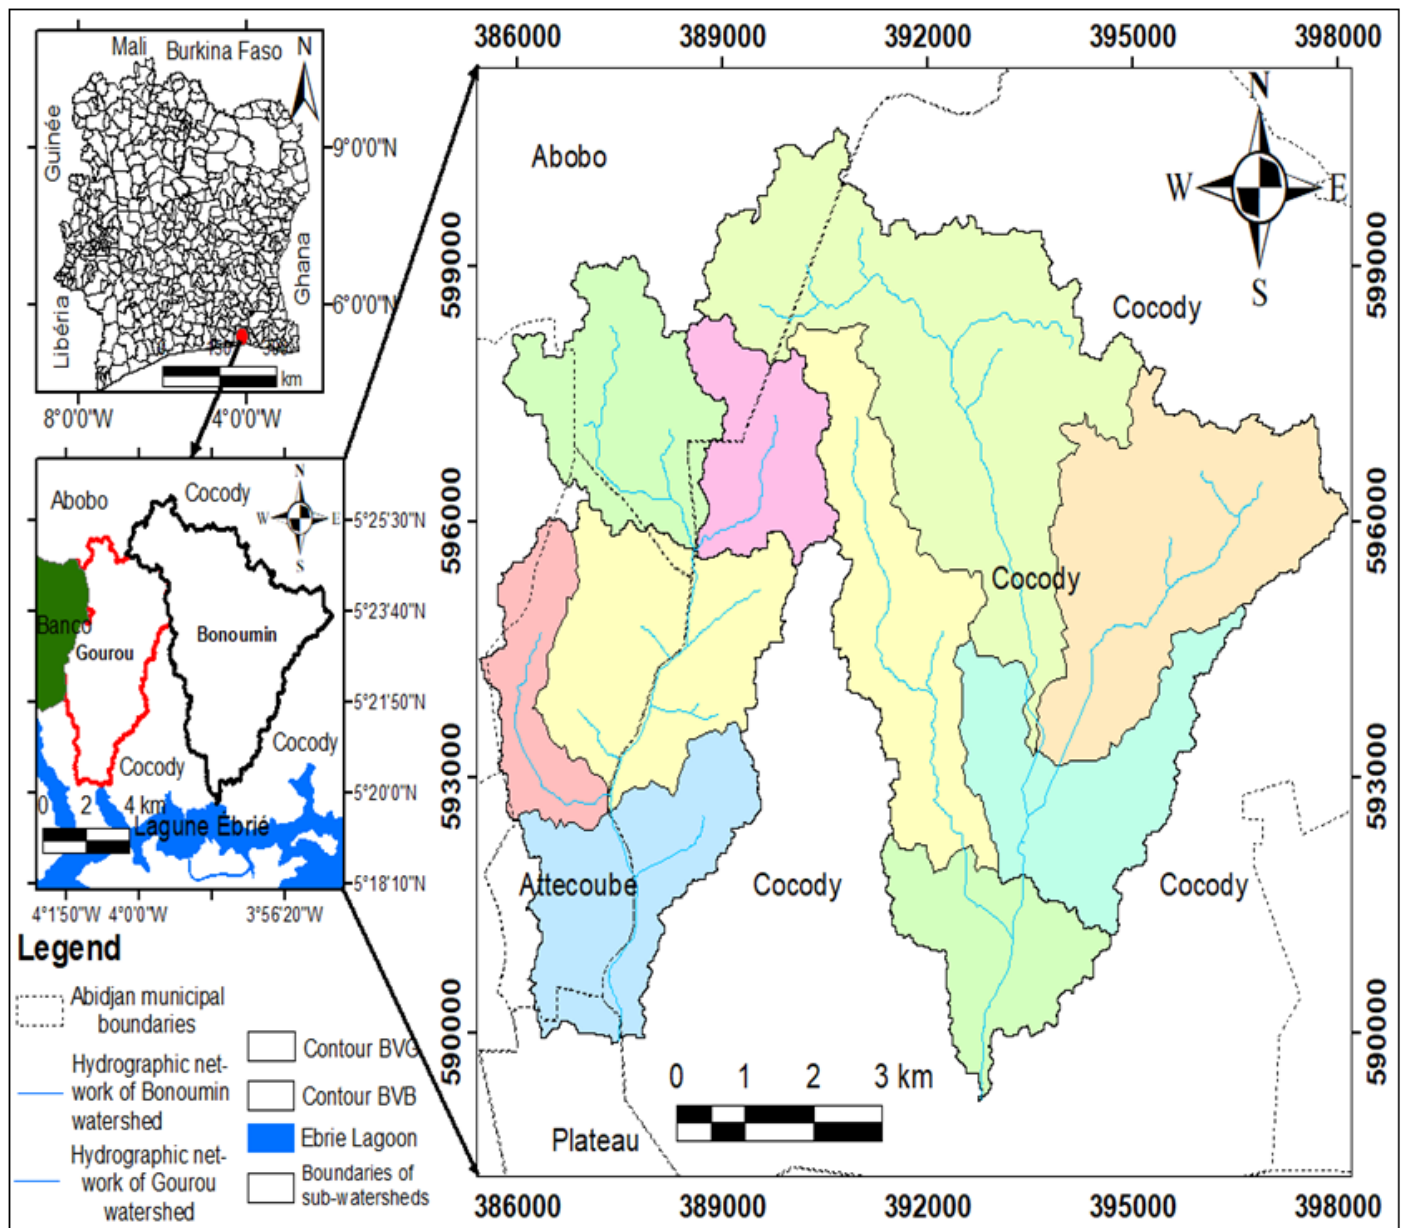 Mali
Burkina Faso
N
Guinée
Libéria
Ghana
9°0'0"N
6°0'0"N
km
8°0'0"W
4°0'0"W
Abobo
Cocody
N
W
E
S
Banco
Gourou
Bonoumin
Cocody
Cocody
0 2 4 km
Lagune Ébrié
5°25'30"N
5°23'40"N
5°21'50"N
5°20'0"N
5°18'10"N
4°1'50"W
4°0'0"W
3°56'20"W
386000
389000
392000
395000
398000
Abobo
N
W
E
S
Cocody
Cocody
Attecoube
Cocody
Cocody
Plateau
599000
596000
593000
590000
599000
596000
593000
590000
0 1 2 3 km
386000
389000
392000
395000
398000
Legend
Abidjan municipal
boundaries
Hydrographic net-
work of Bonoumin
watershed
Hydrographic net-
work of Gourou
watershed
Contour BVG
Contour BVB
Ebrie Lagoon
Boundaries of
sub-watersheds